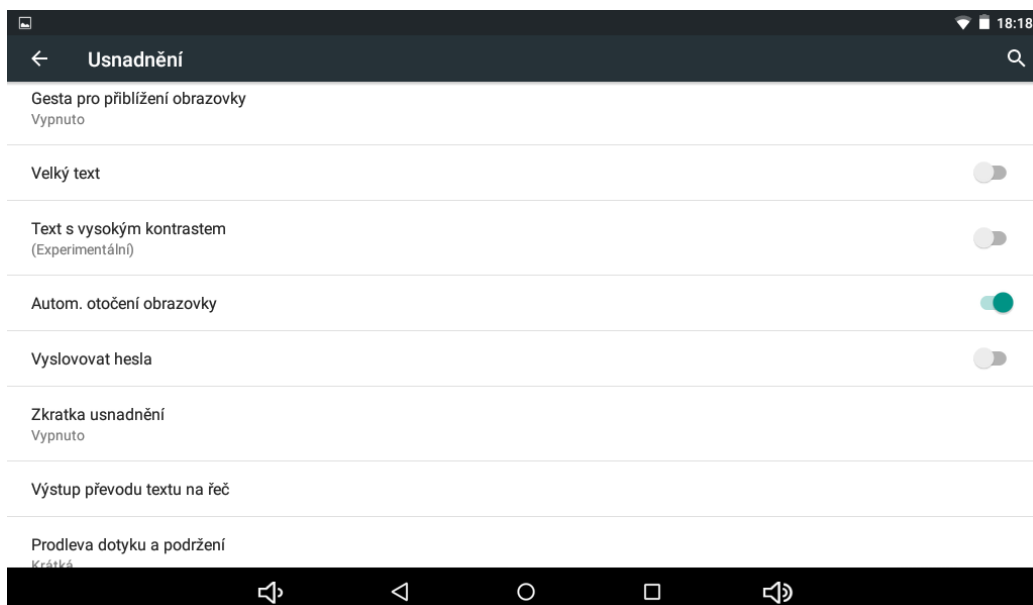 18:18
Usnadnění
Gesta pro přiblížení obrazovky
Vypnuto
Velký text
Text s vysokým kontrastem
(Experimentální)
Autom. otočení obrazovky
Vyslovovat hesla
Zkratka usnadnění
Vypnuto
Výstup převodu textu na řeč
Prodleva dotyku a podržení
Krátká